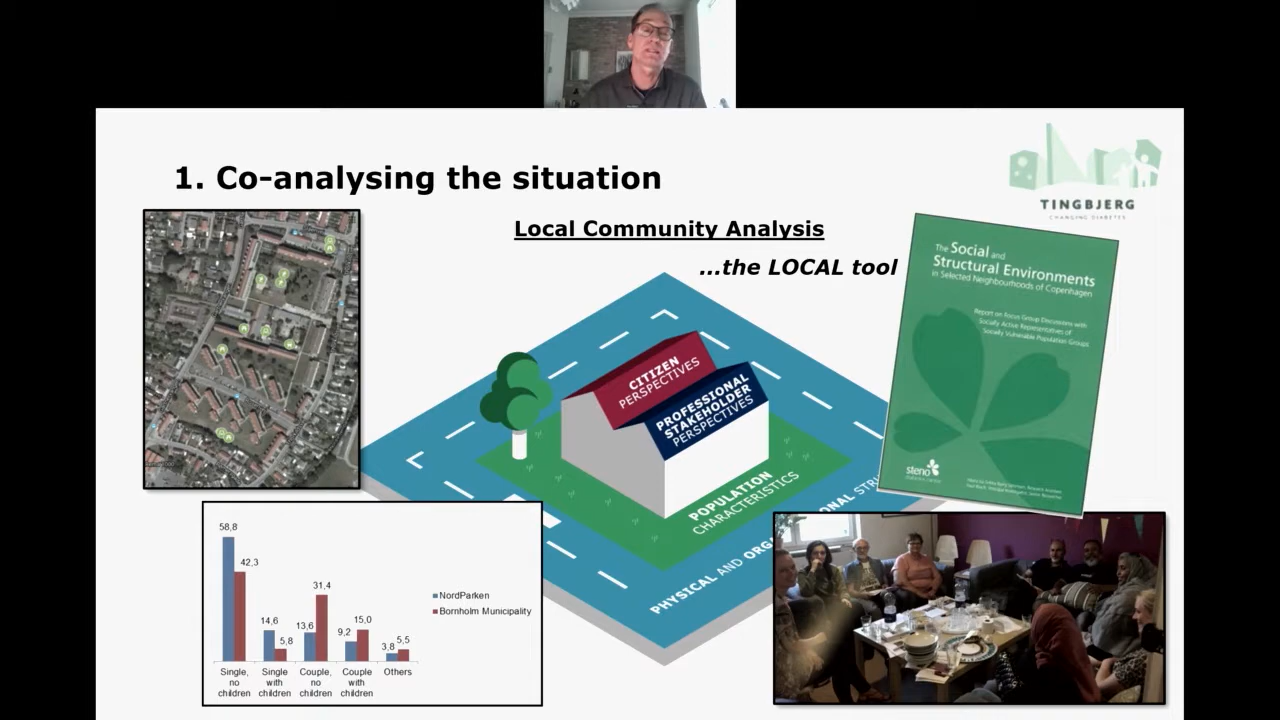 1. Co-analysing the situation
TINGBJERG
CHANGING DIABETES
Local Community Analysis
...the LOCAL tool
The Social and
Structural Environments
in Selected Neighbourhoods of Copenhagen
Report on Focus Group Discussions with
Socially Active Representatives of
Socially Vulnerable Population Groups
steno
CITIZEN
PERSPECTIVES
PROFESSIONAL
STAKEHOLDER
PERSPECTIVES
POPULATION
CHARACTERISTICS
PHYSICAL AND
58,8
42,3
14,6
5,8
13,6
31,4
9,2
15,0
3,8
5,5
NordParken
Bornholm Municipality
Single,
no
children
Single
with
children
Couple,
no
children
Couple
with
children
Others